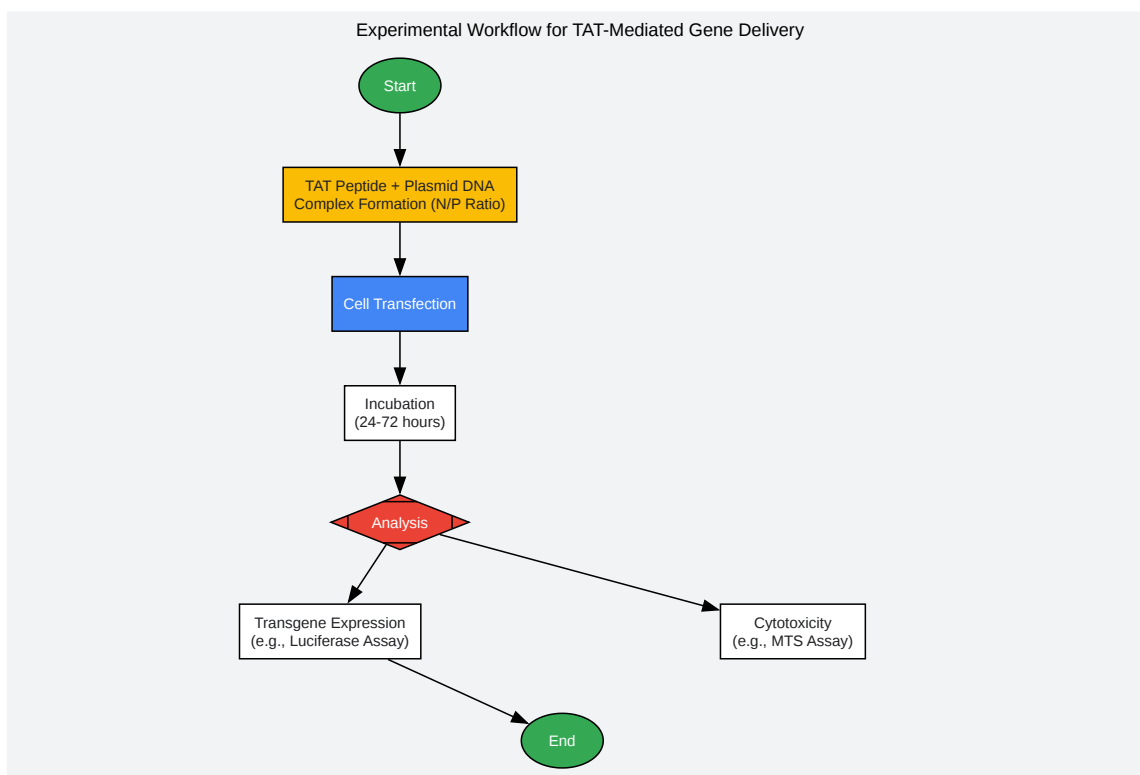 Experimental Workflow for TAT-Mediated Gene Delivery
Start
TAT Peptide + Plasmid DNA
Complex Formation (N/P Ratio)
Cell Transfection
Incubation
(24-72 hours)
Analysis
Transgene Expression
(e.g., Luciferase Assay)
Cytotoxicity
(e.g., MTS Assay)
End